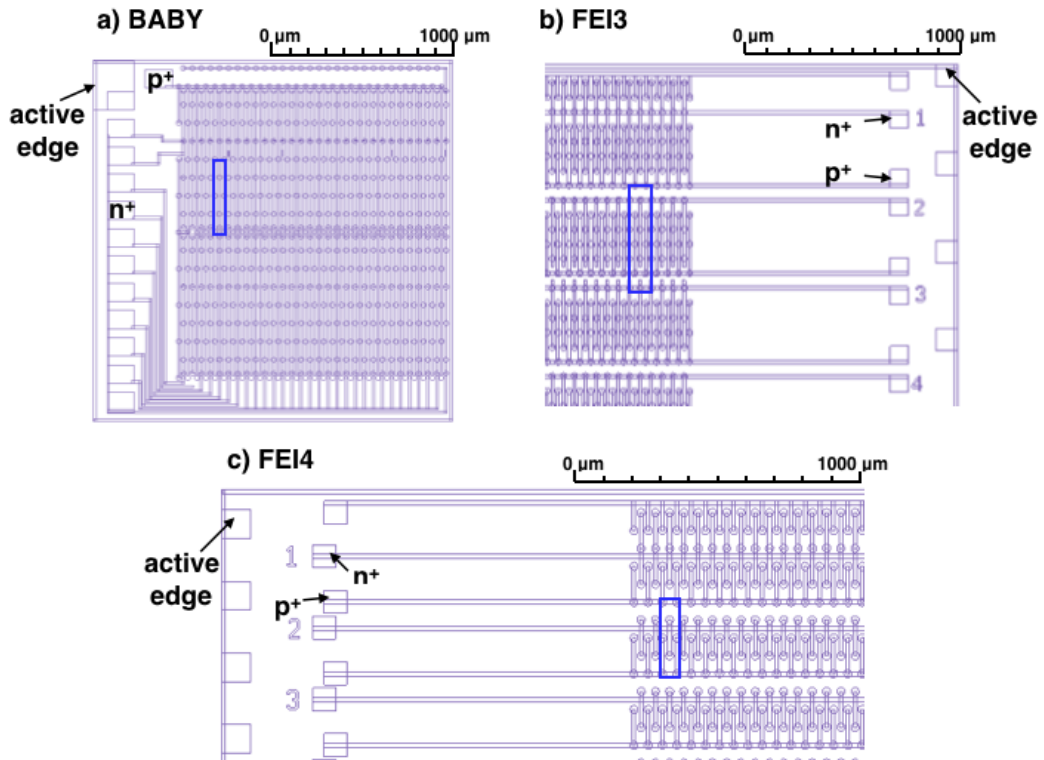 a) BABY
0 µm 1000 µm
p⁺
active
edge
n⁺
b) FEI3
0 µm 1000 µm
n⁺
1
active
edge
p⁺
2
3
4
c) FEI4
0 µm 1000 µm
active
edge
1
n⁺
p⁺
2
3